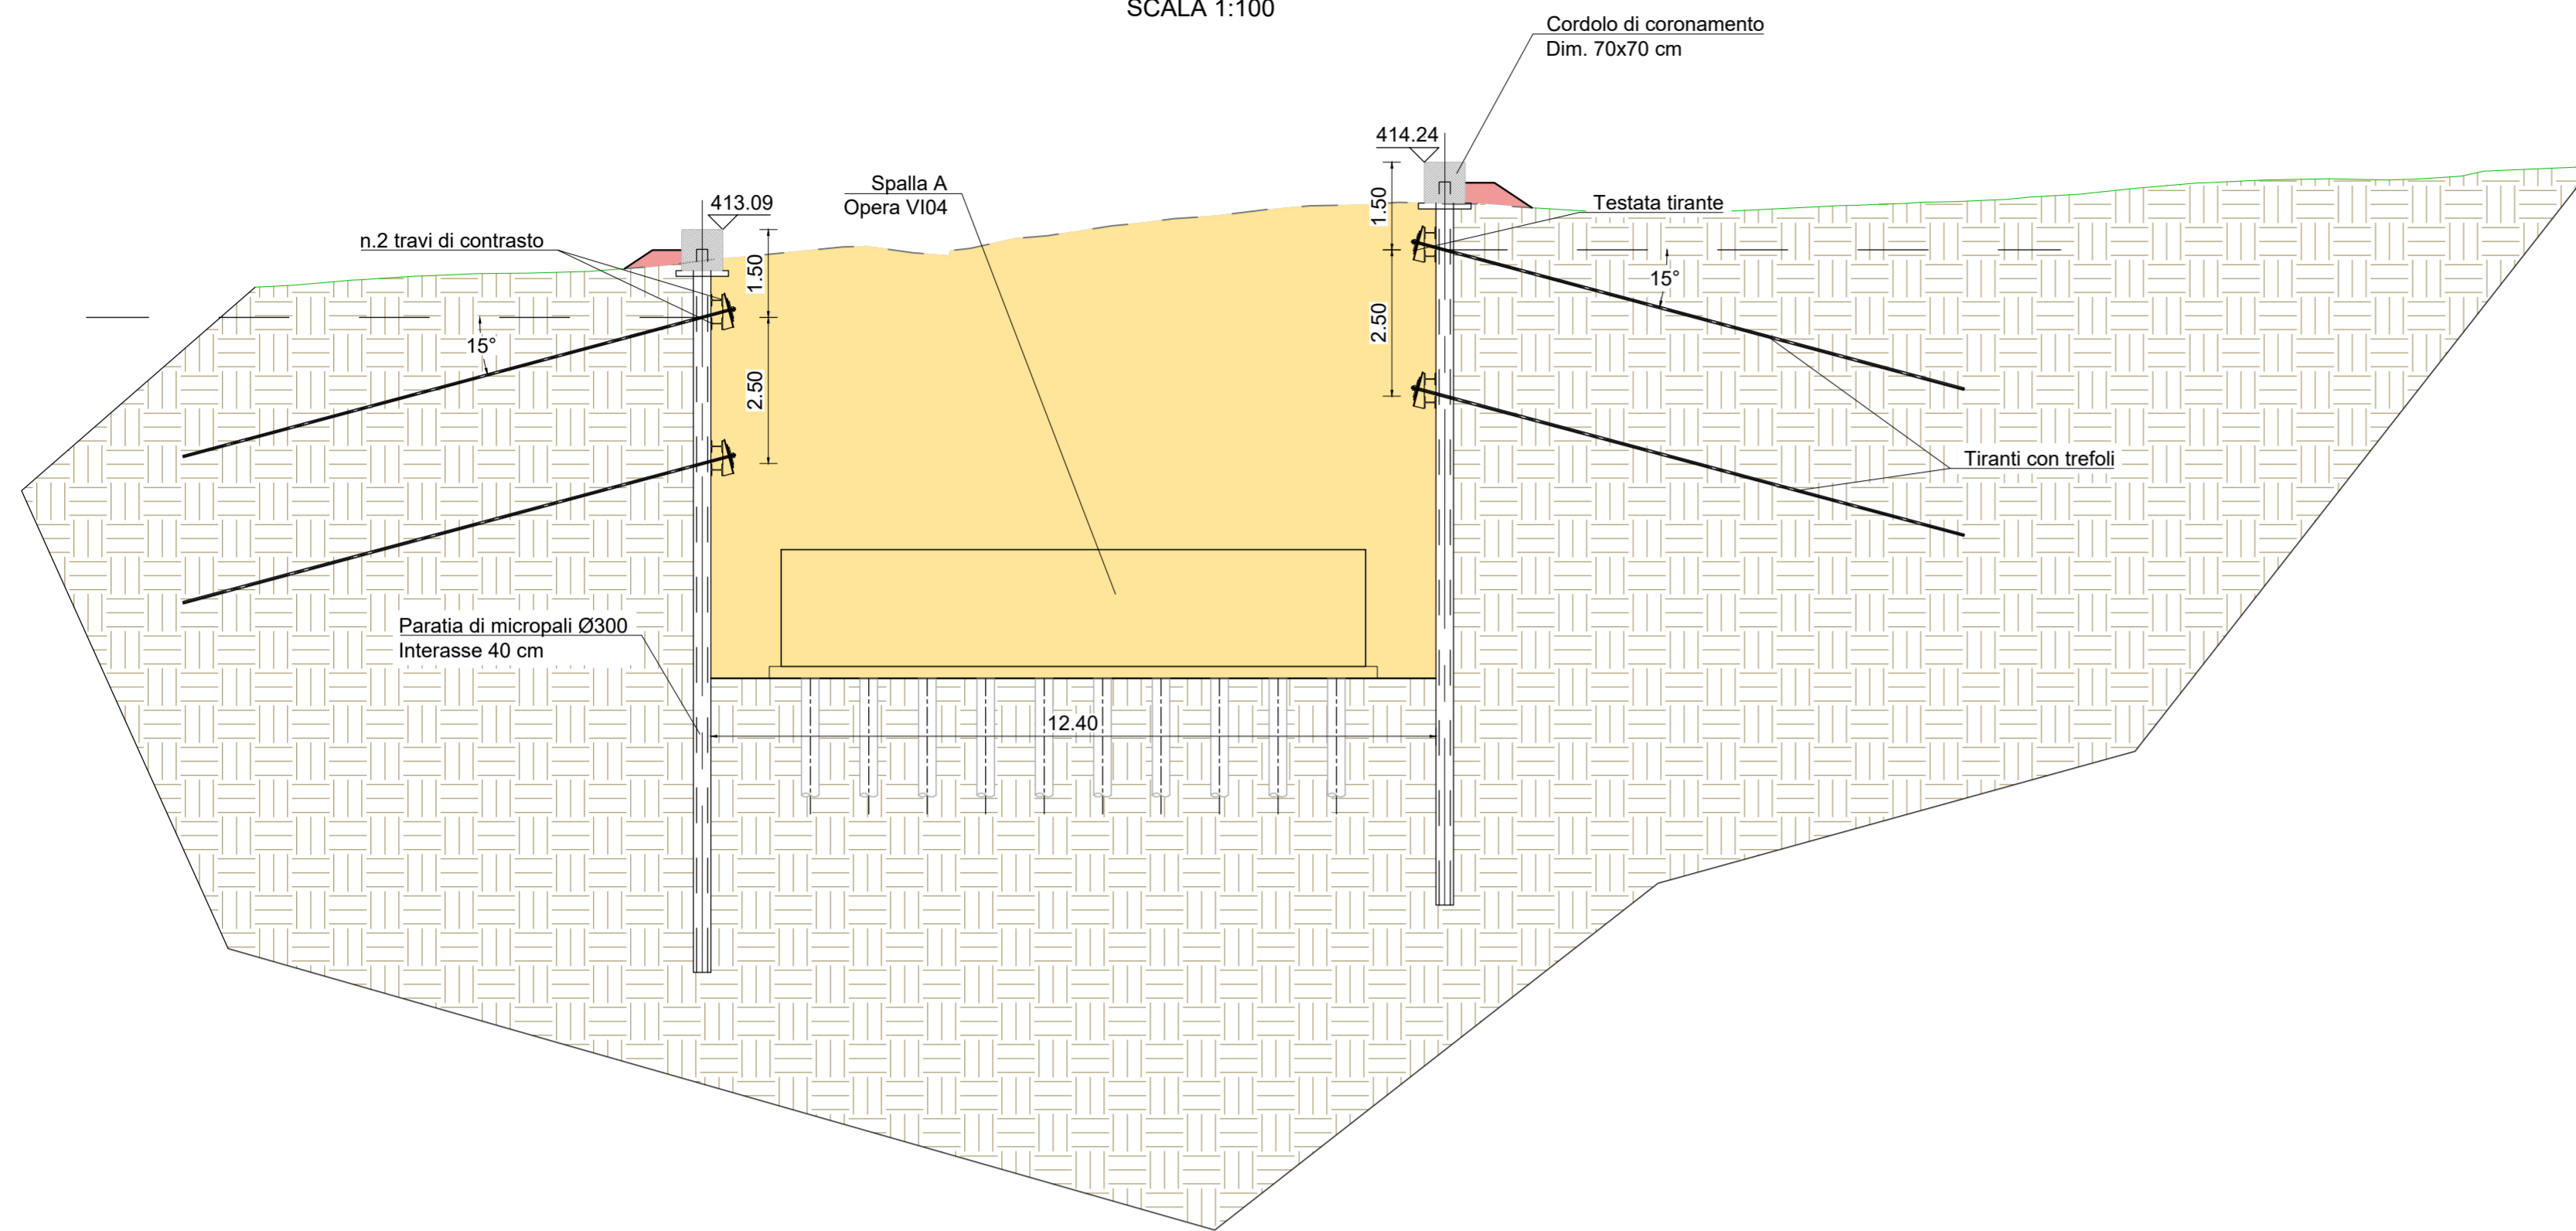 SCALA 1:100
Cordolo di coronamento
Dim. 70x70 cm
414.24
Spalla A
Opera VI04
413.09
1.50
Testata tirante
n.2 travi di contrasto
1.50
15°
2.50
15°
2.50
Tiranti con trefoli
Paratia di micropali Ø300
Interasse 40 cm
12.40